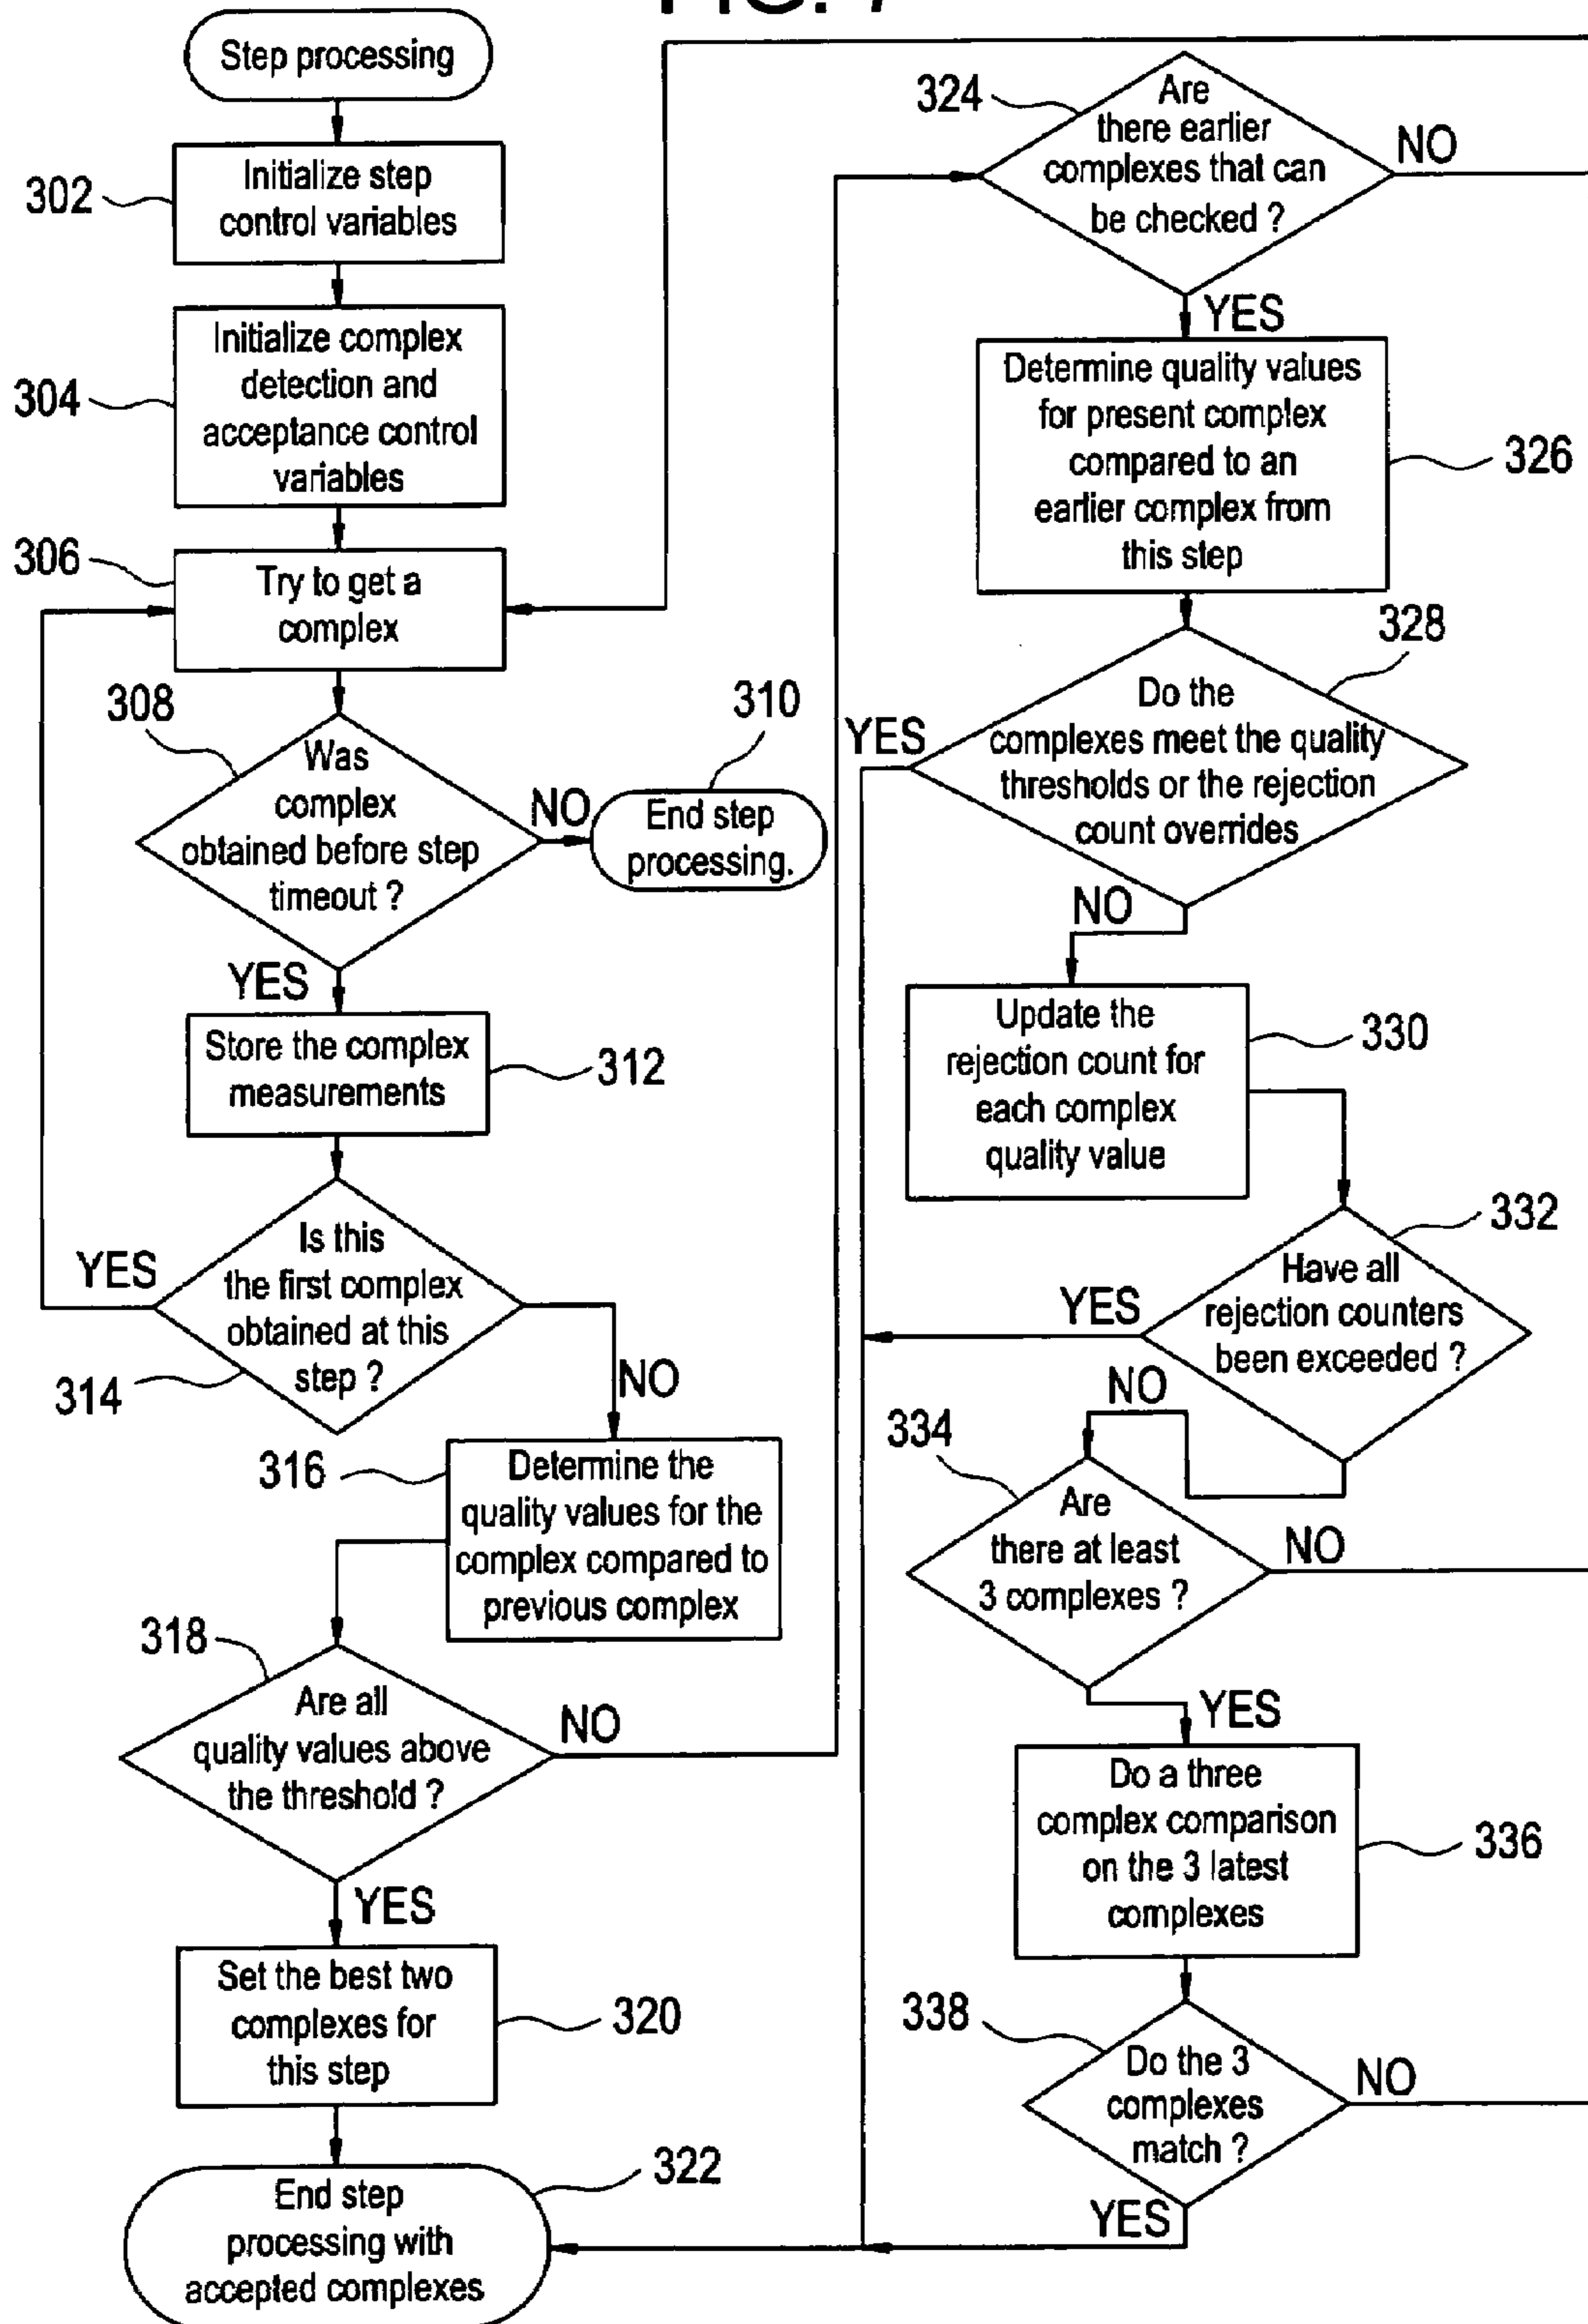 Step processing
302
Initialize step
control variables
304
Initialize complex
detection and
acceptance control
variables
306
Try to get a
complex
308
Was
complex
obtained before step
timeout ?
NO
310
End step
processing.
YES
Store the complex
measurements
312
Is this
the first complex
obtained at this
step ?
YES
314
NO
316
Determine the
quality values for the
complex compared to
previous complex
318
Are all
quality values above
the threshold ?
NO
YES
Set the best two
complexes for
this step
320
322
End step
processing with
accepted complexes
324
Are
there earlier
complexes that can
be checked ?
NO
YES
Determine quality values
for present complex
compared to an
earlier complex from
this step
326
328
Do the
complexes meet the quality
thresholds or the rejection
count overrides
YES
NO
Update the
rejection count for
each complex
quality value
330
332
Have all
rejection counters
been exceeded ?
YES
NO
334
Are
there at least
3 complexes ?
NO
YES
Do a three
complex comparison
on the 3 latest
complexes
336
338
Do the 3
complexes
match ?
NO
YES